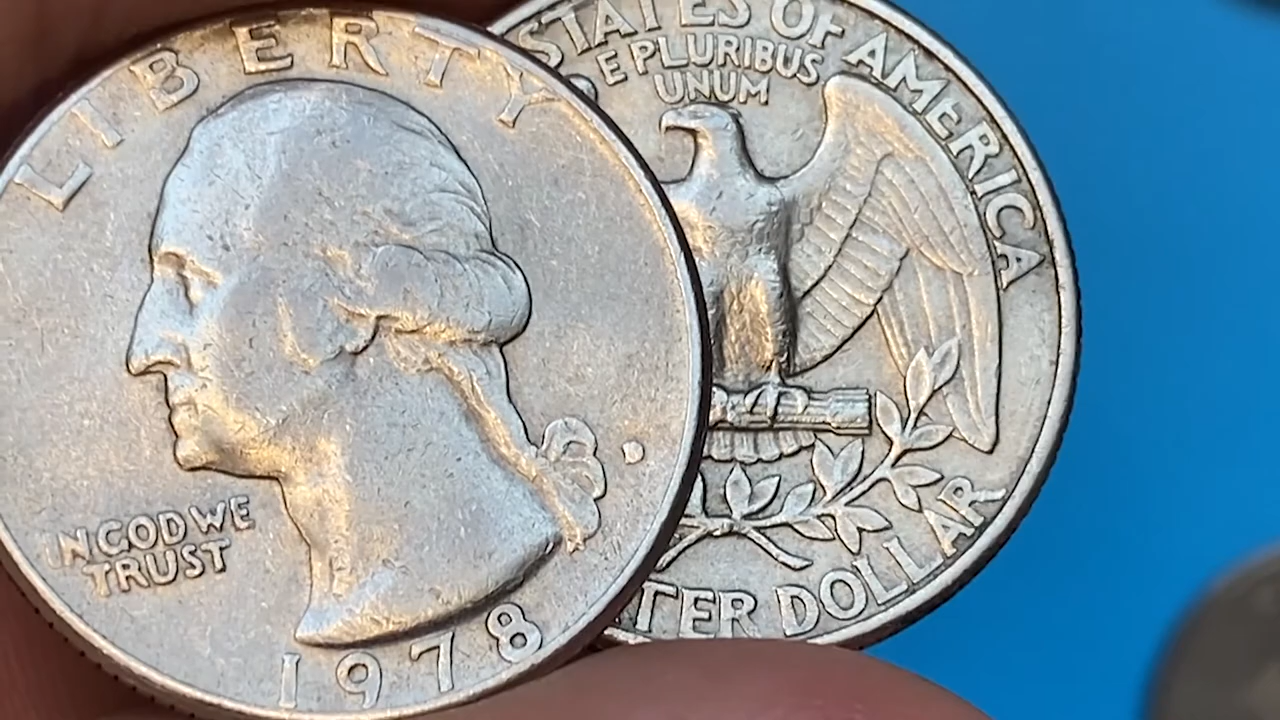 LIBERTY
IN GOD WE
TRUST
1978
STATES OF AMERICA
E PLURIBUS
UNUM
TER DOLLAR